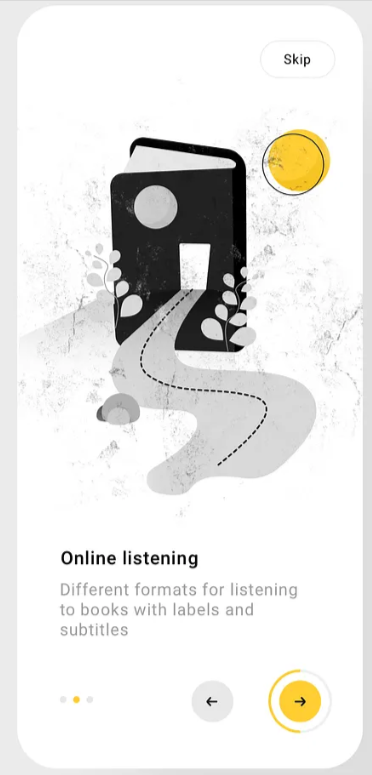 Skip
Online listening
Different formats for listening
to books with labels and
subtitles